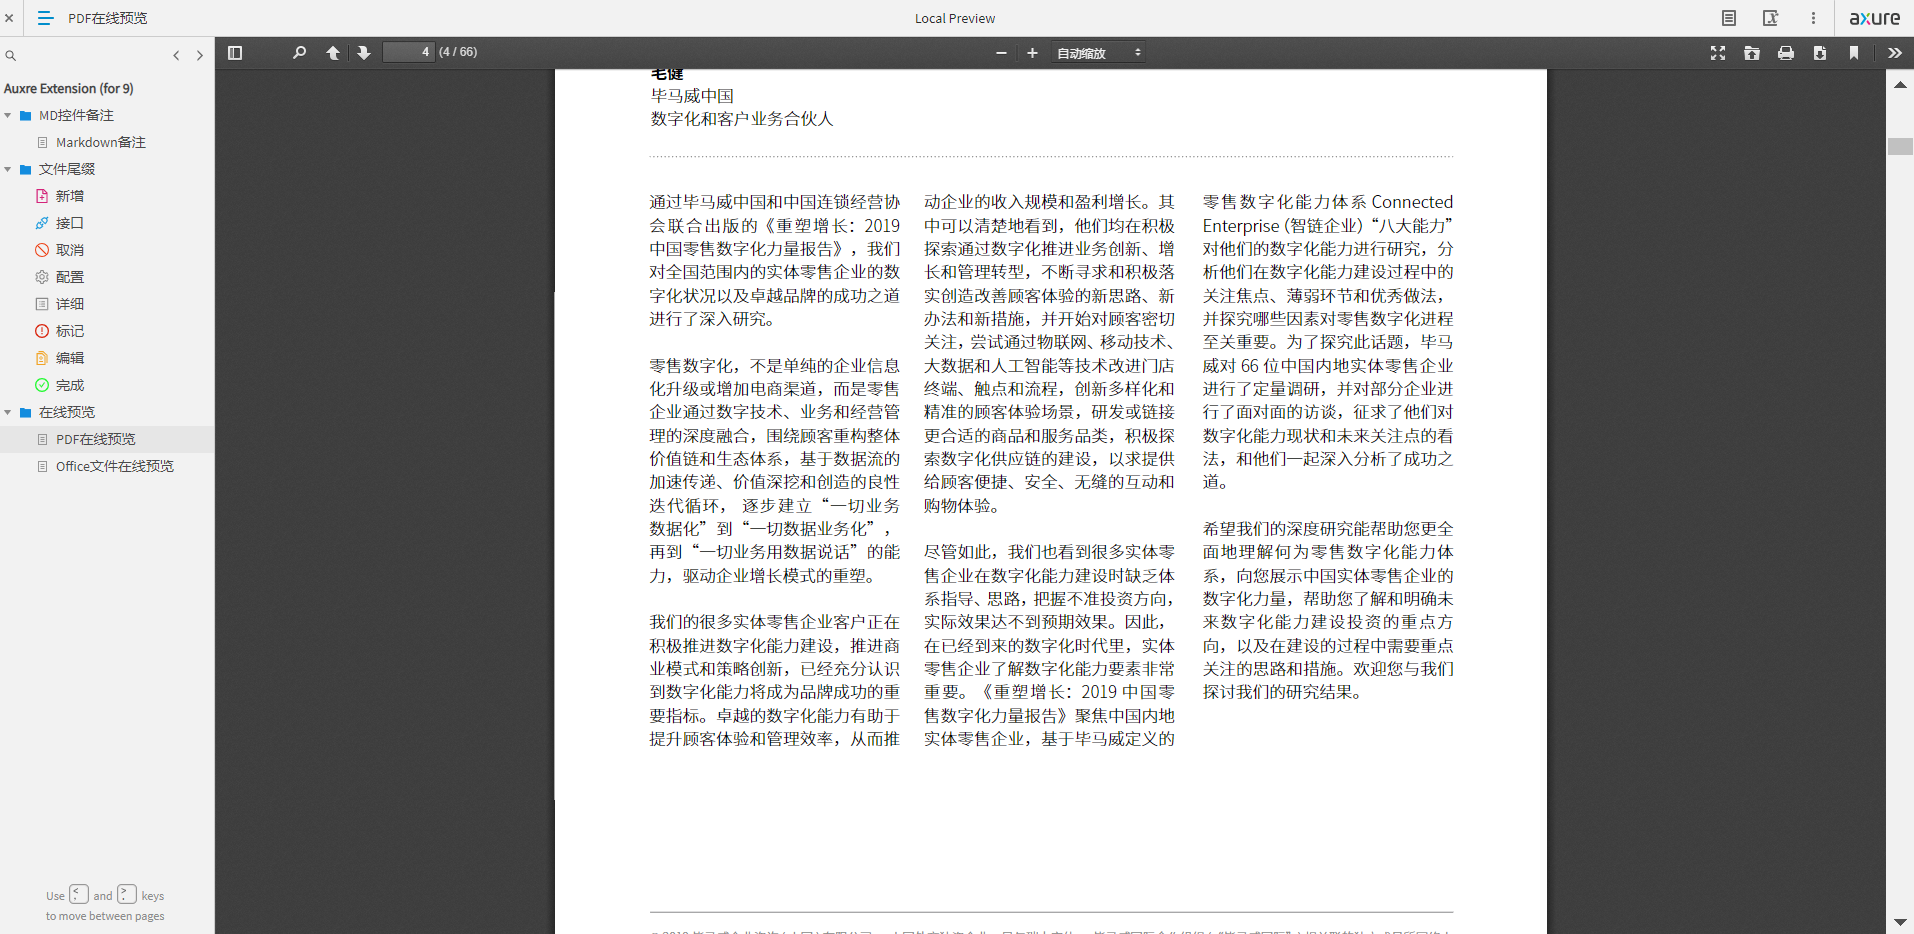 PDF在线预览
Local Preview
axure
4 (4 / 66)
自动缩放
Auxre Extension (for 9)
MD控件备注
Markdown备注
文件尾缀
新增
接口
取消
配置
详细
标记
编辑
完成
在线预览
PDF在线预览
Office文件在线预览
Use < , and > . keys
to move between pages
毛健
毕马威中国
数字化和客户业务合伙人
通过毕马威中国和中国连锁经营协
会联合出版的《重塑增长：2019
中国零售数字化力量报告》，我们
对全国范围内的实体零售企业的数
字化状况以及卓越品牌的成功之道
进行了深入研究。
零售数字化，不是单纯的企业信息
化升级或增加电商渠道，而是零售
企业通过数字技术、业务和经营管
理的深度融合，围绕顾客重构整体
价值链和生态体系，基于数据流的
加速传递、价值深挖和创造的良性
迭代循环， 逐步建立“一切业务
数据化”到“一切数据业务化”，
再到“一切业务用数据说话”的能
力，驱动企业增长模式的重塑。
我们的很多实体零售企业客户正在
积极推进数字化能力建设，推进商
业模式和策略创新，已经充分认识
到数字化能力将成为品牌成功的重
要指标。卓越的数字化能力有助于
提升顾客体验和管理效率，从而推
动企业的收入规模和盈利增长。其
中可以清楚地看到，他们均在积极
探索通过数字化推进业务创新、增
长和管理转型，不断寻求和积极落
实创造改善顾客体验的新思路、新
办法和新措施，并开始对顾客密切
关注，尝试通过物联网、移动技术、
大数据和人工智能等技术改进门店
终端、触点和流程，创新多样化和
精准的顾客体验场景，研发或链接
更合适的商品和服务品类，积极探
索数字化供应链的建设，以求提供
给顾客便捷、安全、无缝的互动和
购物体验。
尽管如此，我们也看到很多实体零
售企业在数字化能力建设时缺乏体
系指导、思路，把握不准投资方向，
实际效果达不到预期效果。因此，
在已经到来的数字化时代里，实体
零售企业了解数字化能力要素非常
重要。《重塑增长：2019 中国零
售数字化力量报告》聚焦中国内地
实体零售企业，基于毕马威定义的
零售数字化能力体系 Connected
Enterprise (智链企业)“八大能力”
对他们的数字化能力进行研究，分
析他们在数字化能力建设过程中的
关注焦点、薄弱环节和优秀做法，
并探究哪些因素对零售数字化进程
至关重要。为了探究此话题，毕马
威对 66 位中国内地实体零售企业
进行了定量调研，并对部分企业进
行了面对面的访谈，征求了他们对
数字化能力现状和未来关注点的看
法，和他们一起深入分析了成功之
道。
希望我们的深度研究能帮助您更全
面地理解何为零售数字化能力体
系，向您展示中国实体零售企业的
数字化力量，帮助您了解和明确未
来数字化能力建设投资的重点方
向，以及在建设的过程中需要重点
关注的思路和措施。欢迎您与我们
探讨我们的研究结果。